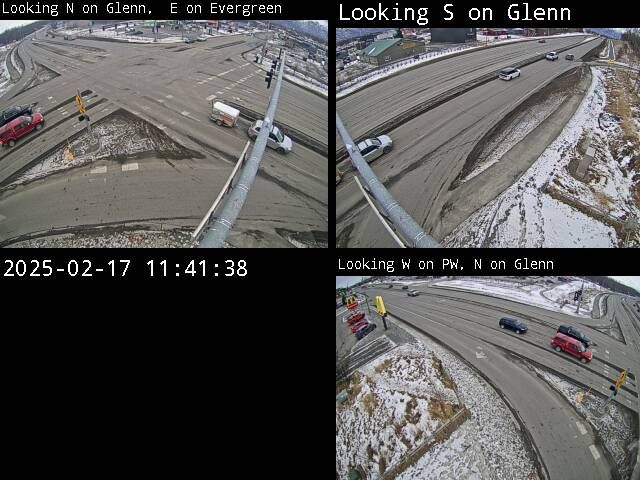 Looking N on Glenn, E on Evergreen
Looking S on Glenn
2025-02-17 11:41:38
Looking W on PW, N on Glenn